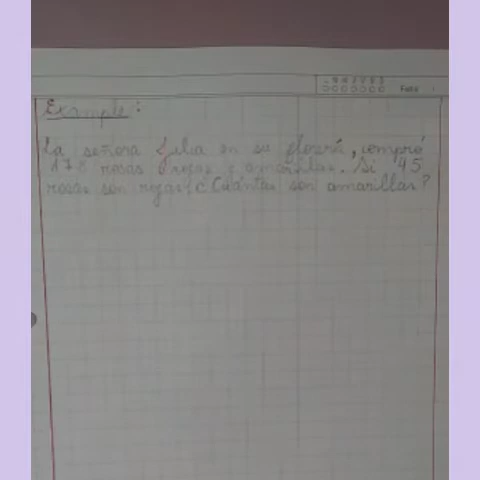 Ejemplo:
La señora Julia en su florería, compró
178 rosas rojas y amarillas. Si 45
rosas son rojas ¿Cuántas son amarillas?
Fecha